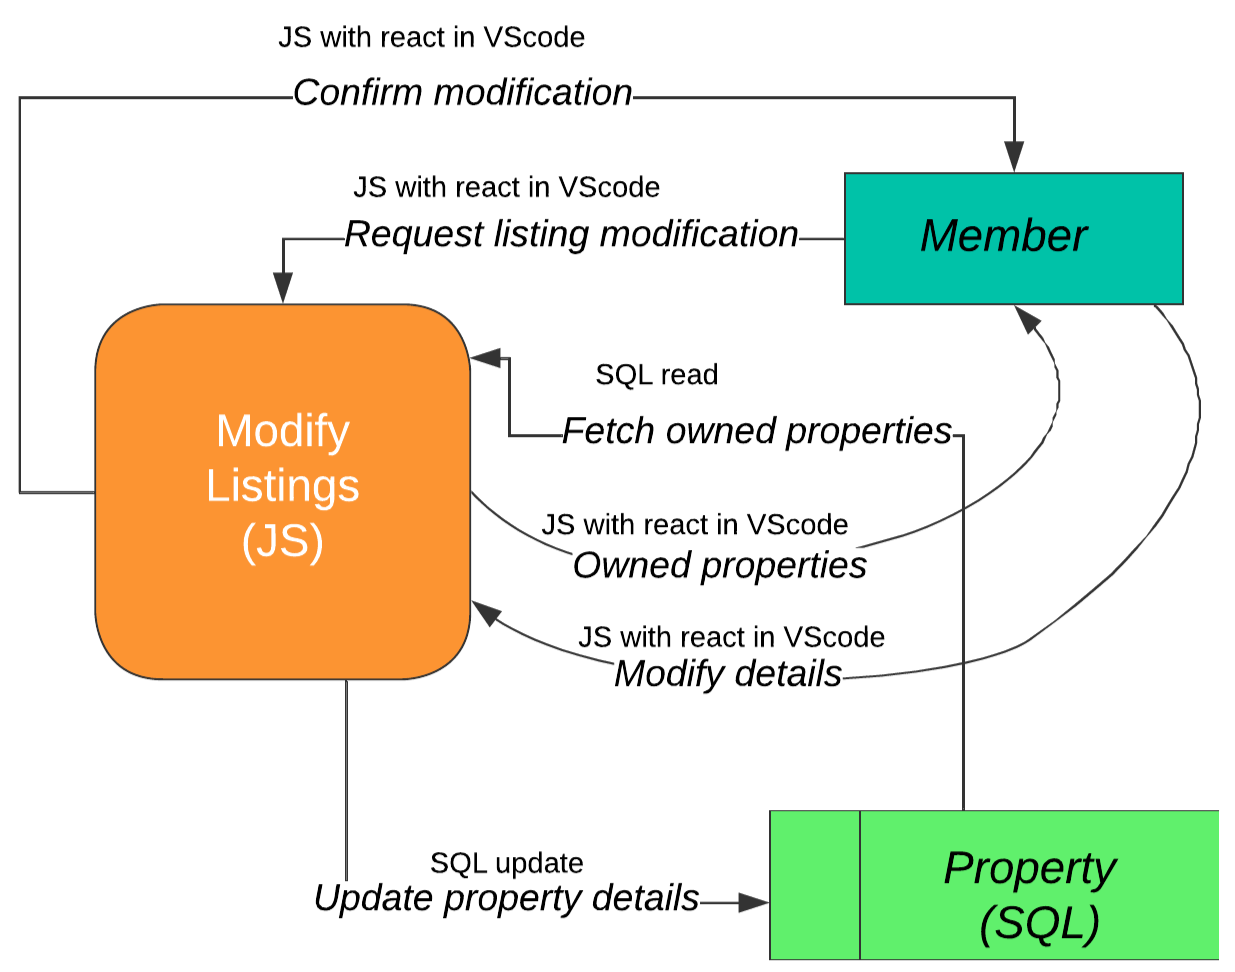 JS with react in VScode
Confirm modification
JS with react in VScode
Request listing modification
Member
SQL read
Fetch owned properties
Modify
Listings
(JS)
JS with react in VScode
Owned properties
JS with react in VScode
Modify details
SQL update
Update property details
Property
(SQL)